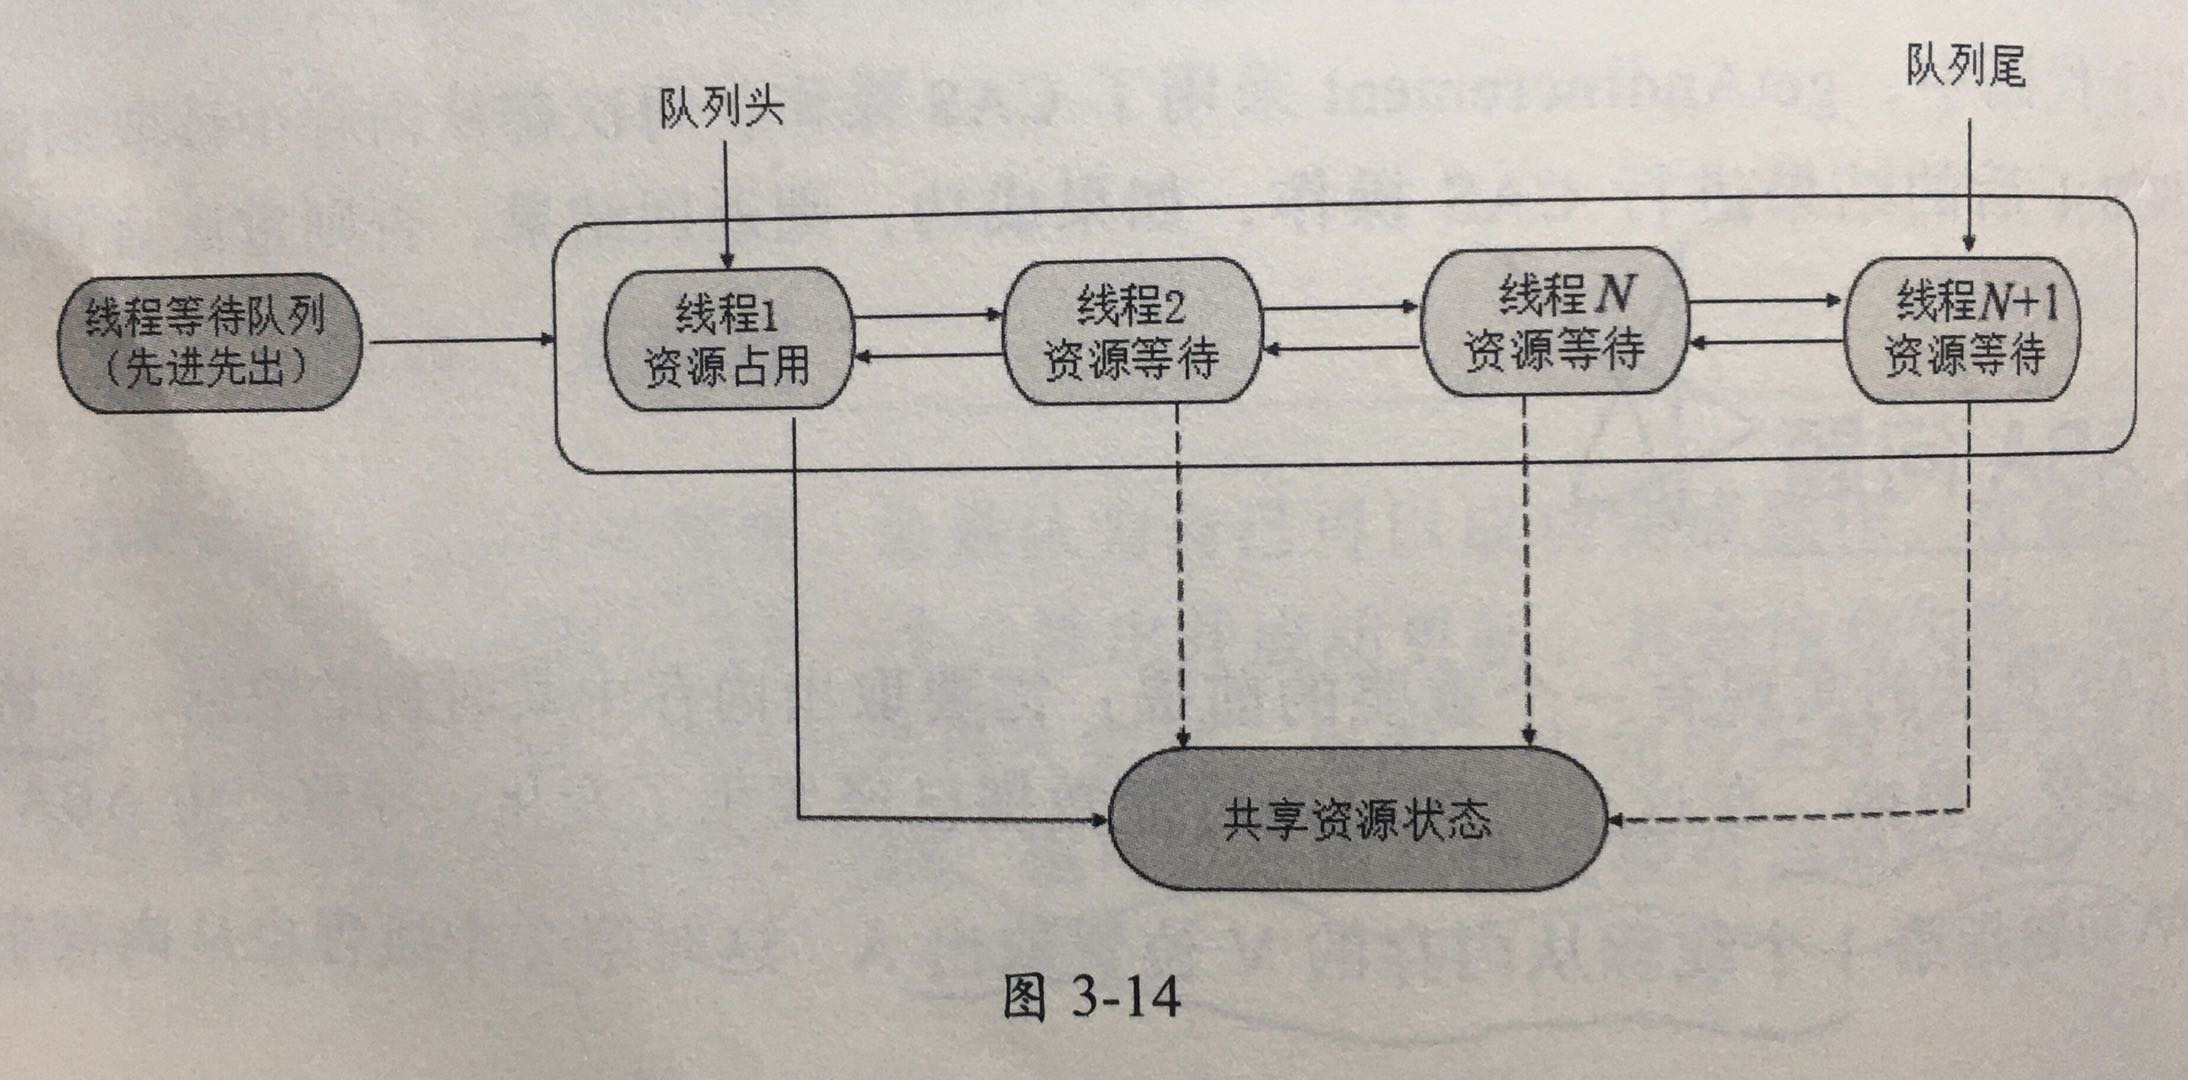 队列头
队列尾
线程等待队列
（先进先出）
线程1
资源占用
线程2
资源等待
线程N
资源等待
线程N+1
资源等待
共享资源状态
图 3-14